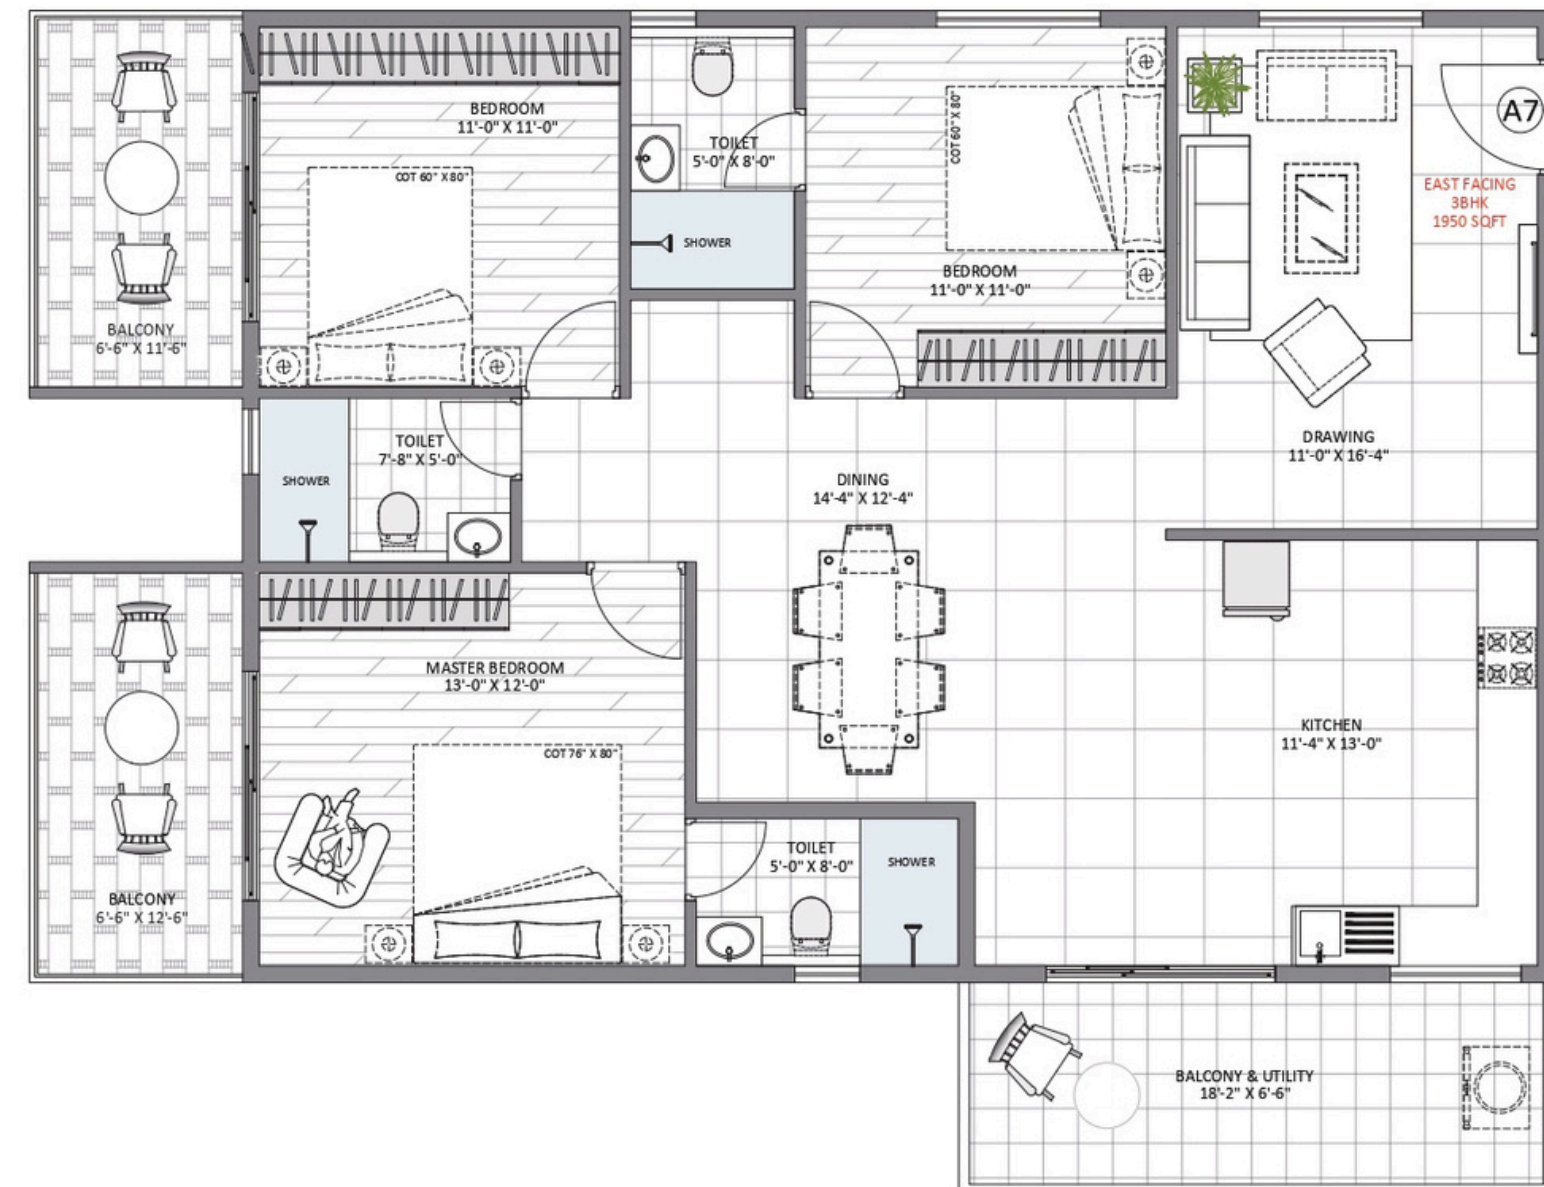 BEDROOM
11'-0" X 11'-0"
COT 60" X 80"
BALCONY
6'-6" X 11'-6"
TOILET
5'-0" X 8'-0"
SHOWER
COT 60" X 80"
BEDROOM
11'-0" X 11'-0"
A7
EAST FACING
3BHK
1950 SQFT
DRAWING
11'-0" X 16'-4"
TOILET
7'-8" X 5'-0"
SHOWER
DINING
14'-4" X 12'-4"
MASTER BEDROOM
13'-0" X 12'-0"
COT 76" X 80"
BALCONY
6'-6" X 12'-6"
KITCHEN
11'-4" X 13'-0"
TOILET
5'-0" X 8'-0"
SHOWER
BALCONY & UTILITY
18'-2" X 6'-6"